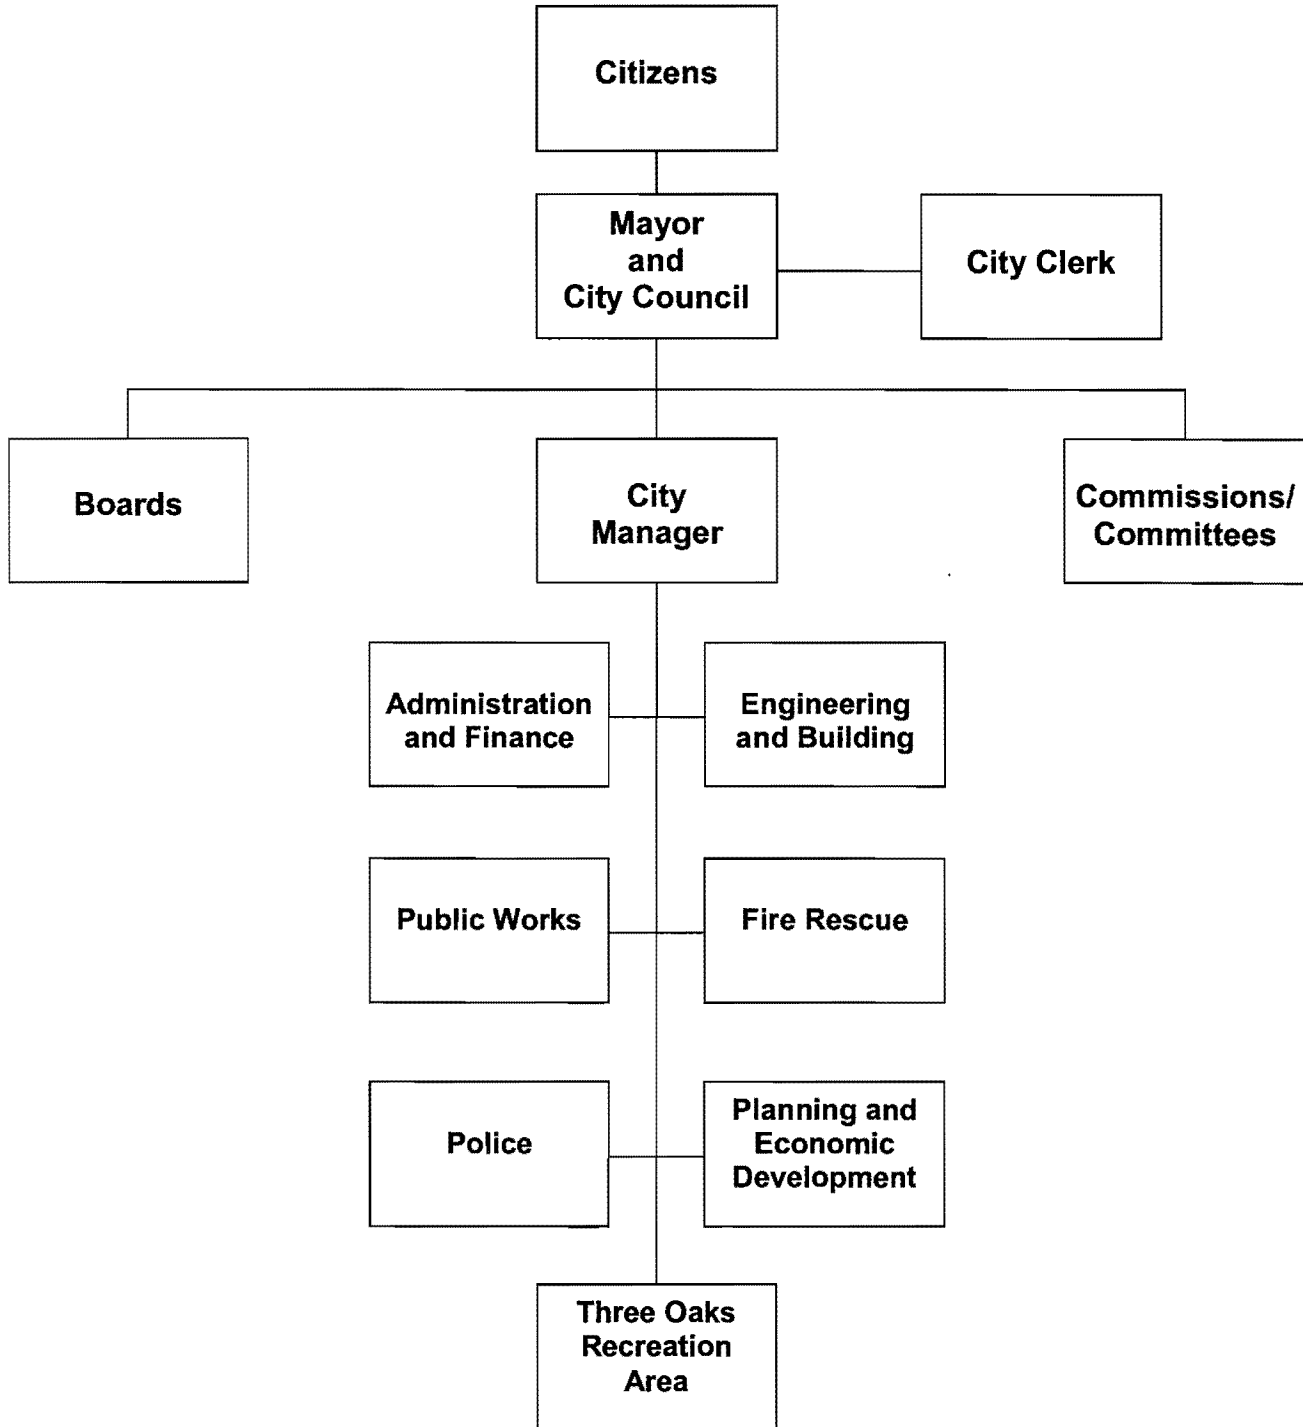 Citizens
Mayor
and
City Council
City Clerk
Boards
City
Manager
Commissions/
Committees
Administration
and Finance
Engineering
and Building
Public Works
Fire Rescue
Police
Planning and
Economic
Development
Three Oaks
Recreation
Area